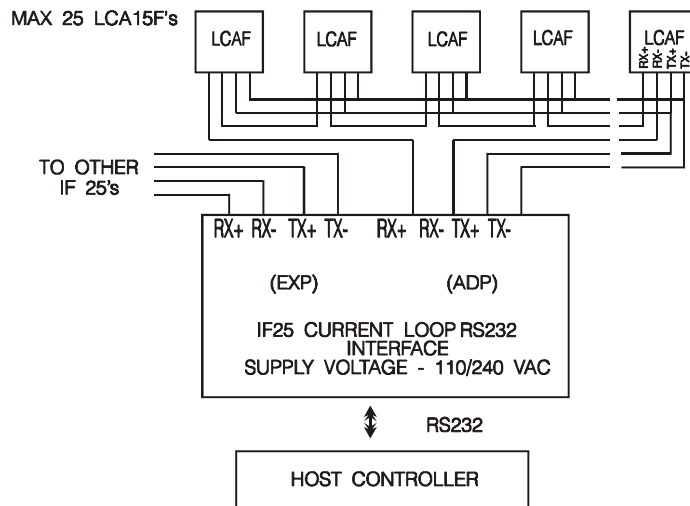 MAX 25 LCA15F's
LCAF
LCAF
LCAF
LCAF
LCAF
RX+
RX-
TX+
TX-
TO OTHER
IF 25's
RX+ RX- TX+ TX- RX+ RX- TX+ TX-
(EXP) (ADP)
IF25 CURRENT LOOP RS232
INTERFACE
SUPPLY VOLTAGE - 110/240 VAC
RS232
HOST CONTROLLER